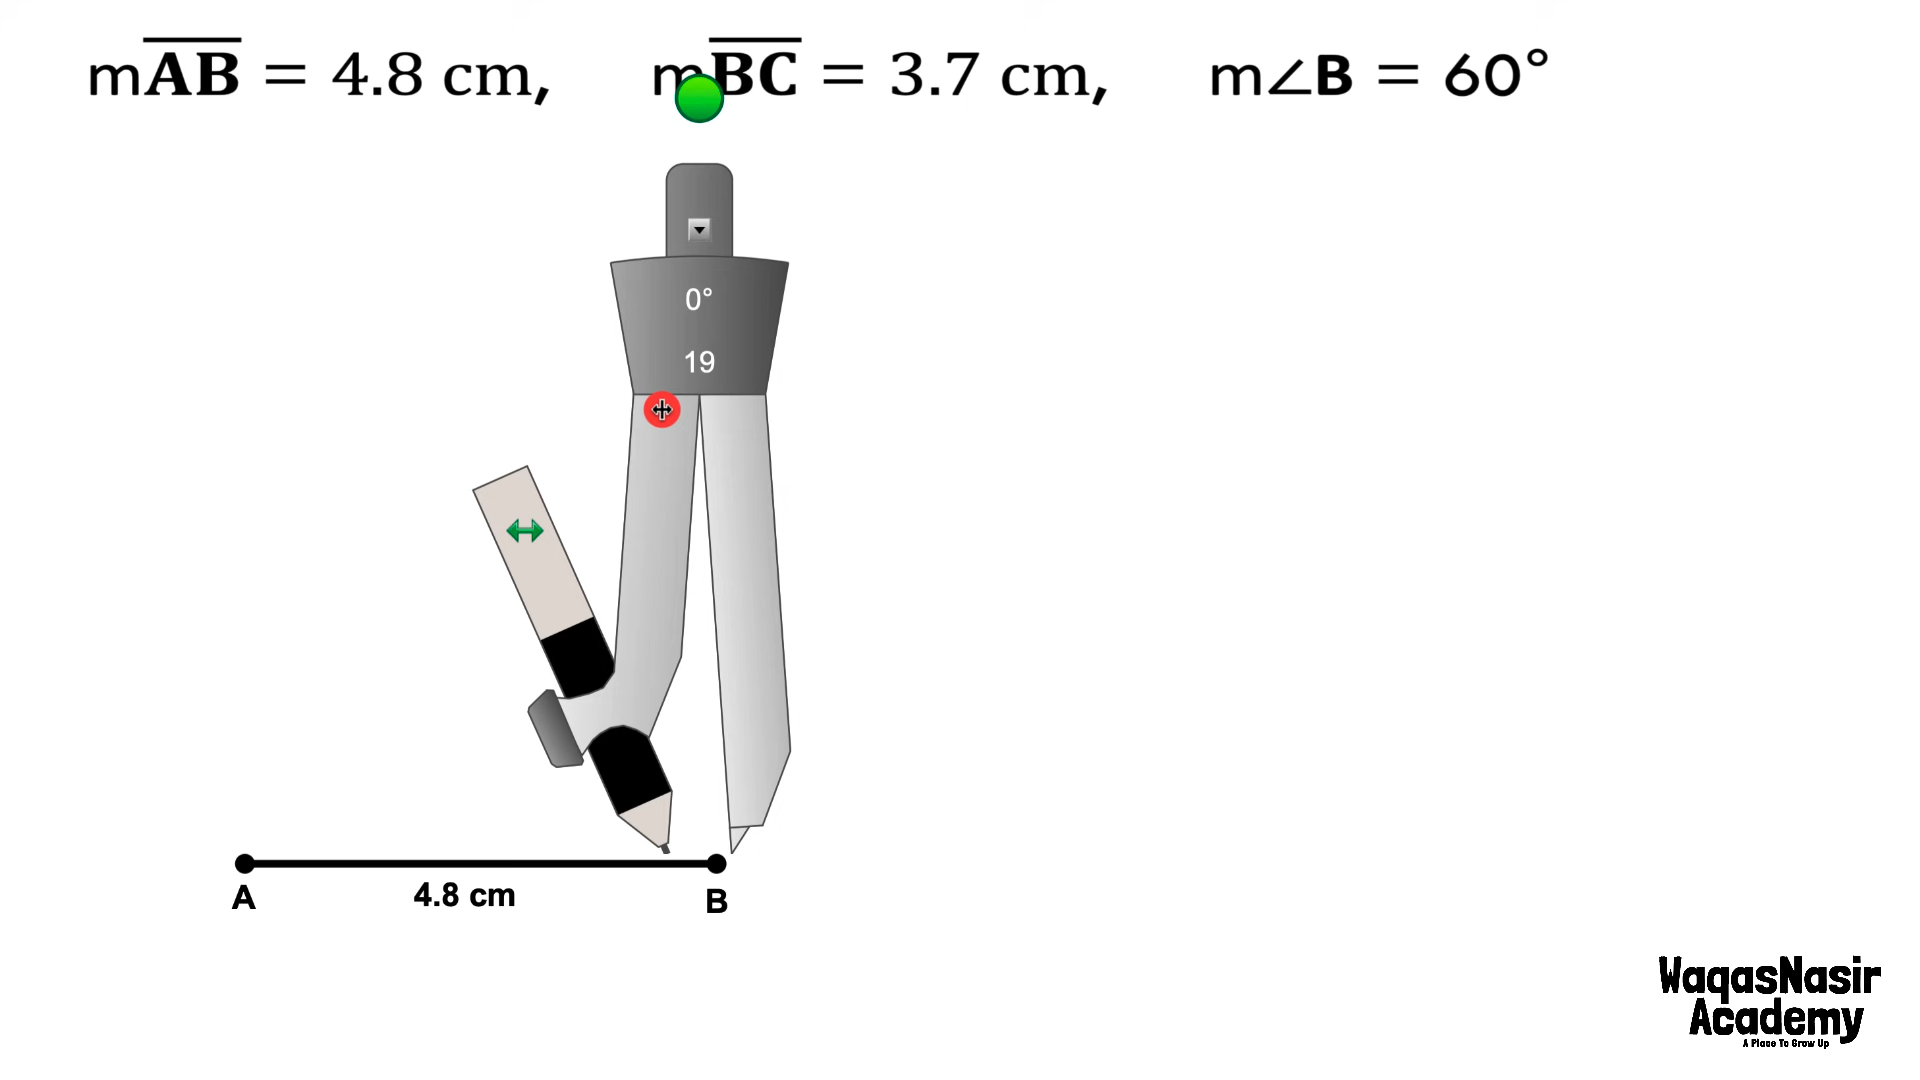 mAB = 4.8 cm, mBC = 3.7 cm, m∠B = 60°
0°
19
A 4.8 cm B
WaqasNasir
Academy
A Place To Grow Up